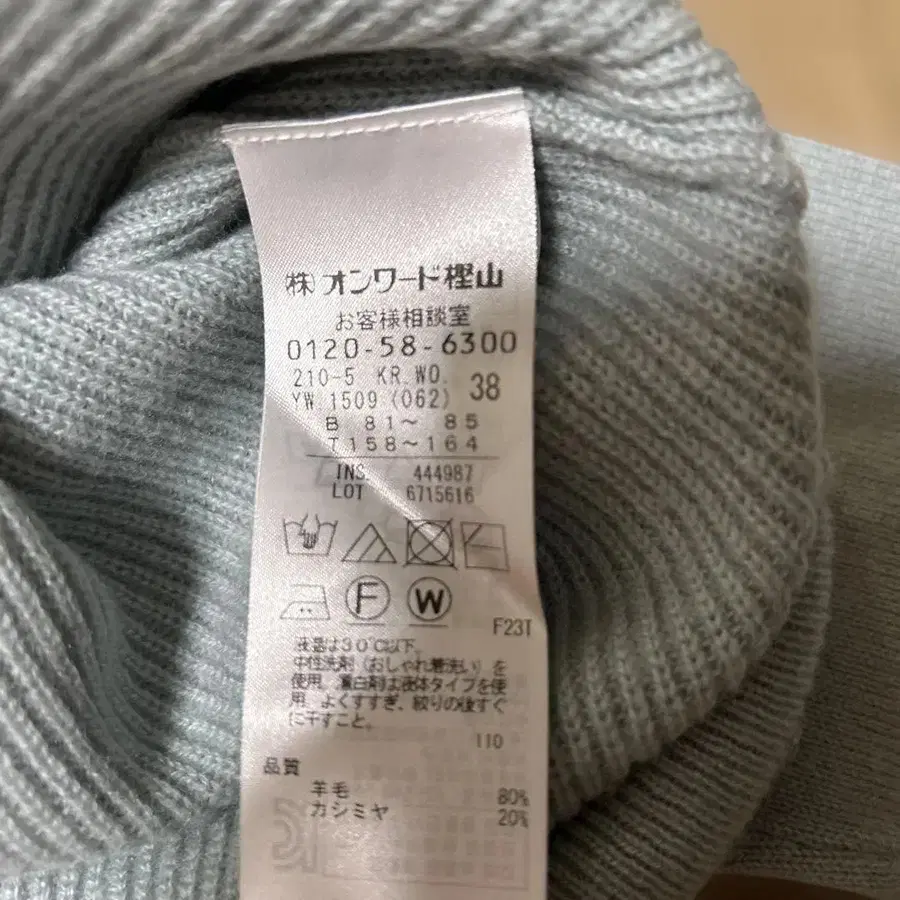 ㈱オンワード樫山
お客様相談室
0120-58-6300
210-5 KR.WO. 38
YW 1509 (062)
B 81～ 85
T158～164
INS. 444987
LOT 6715616
F W
F23T
液温は30℃以下。
中性洗剤(おしゃれ着洗い)を
使用。漂白剤は液体タイプを使
用。よくすすぎ、絞りの後すぐ
に干すこと。
110
品質
羊毛 80%
カシミヤ 20%